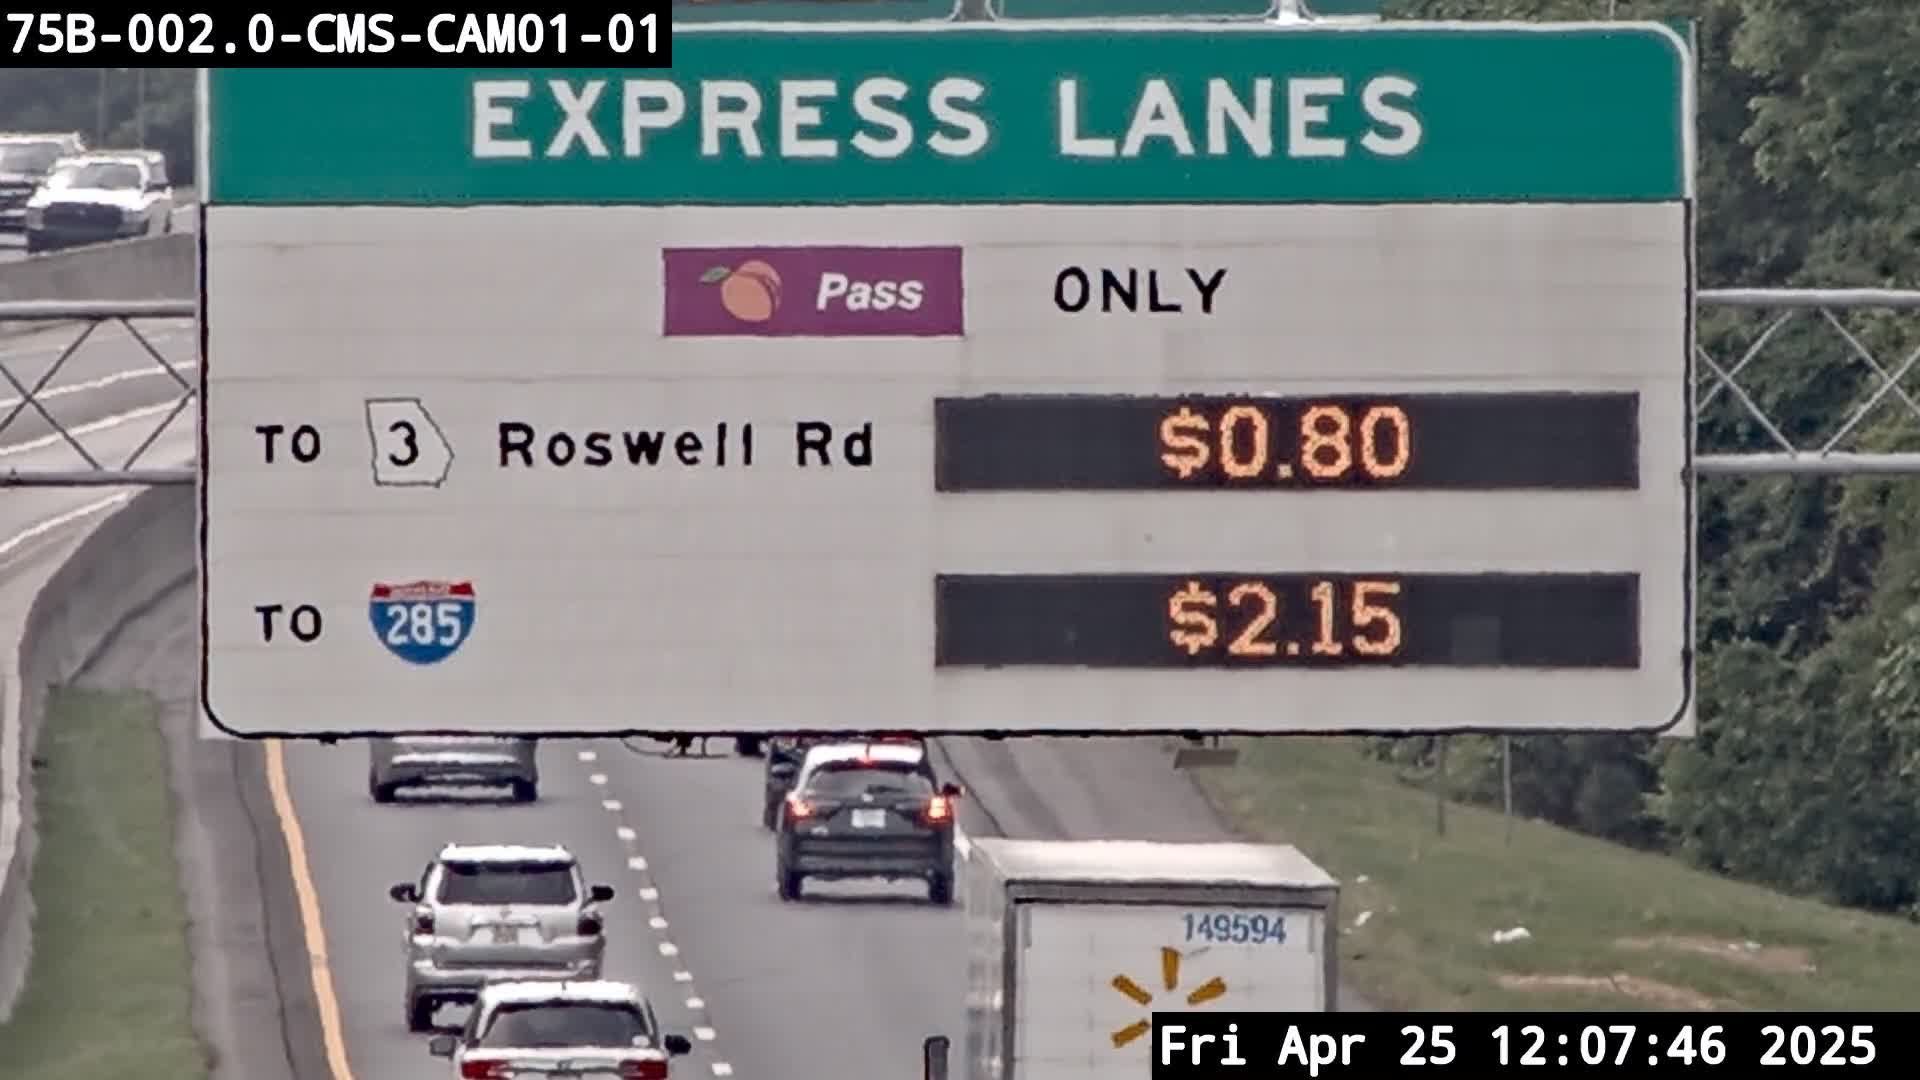 75B-002.0-CMS-CAM01-01
EXPRESS LANES
Pass ONLY
TO 3 Roswell Rd $0.80
TO 285 $2.15
149594
Fri Apr 25 12:07:46 2025